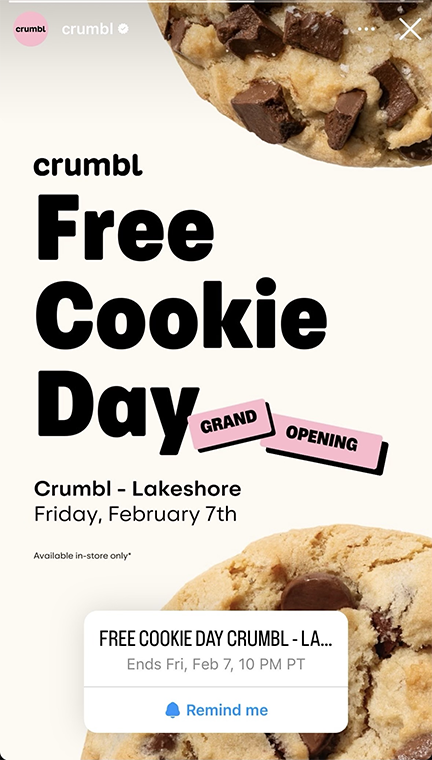 crumbl
crumbl
crumbl
Free
Cookie
Day
GRAND
OPENING
Crumbl - Lakeshore
Friday, February 7th
Available in-store only*
FREE COOKIE DAY CRUMBL - LA...
Ends Fri, Feb 7, 10 PM PT
Remind me